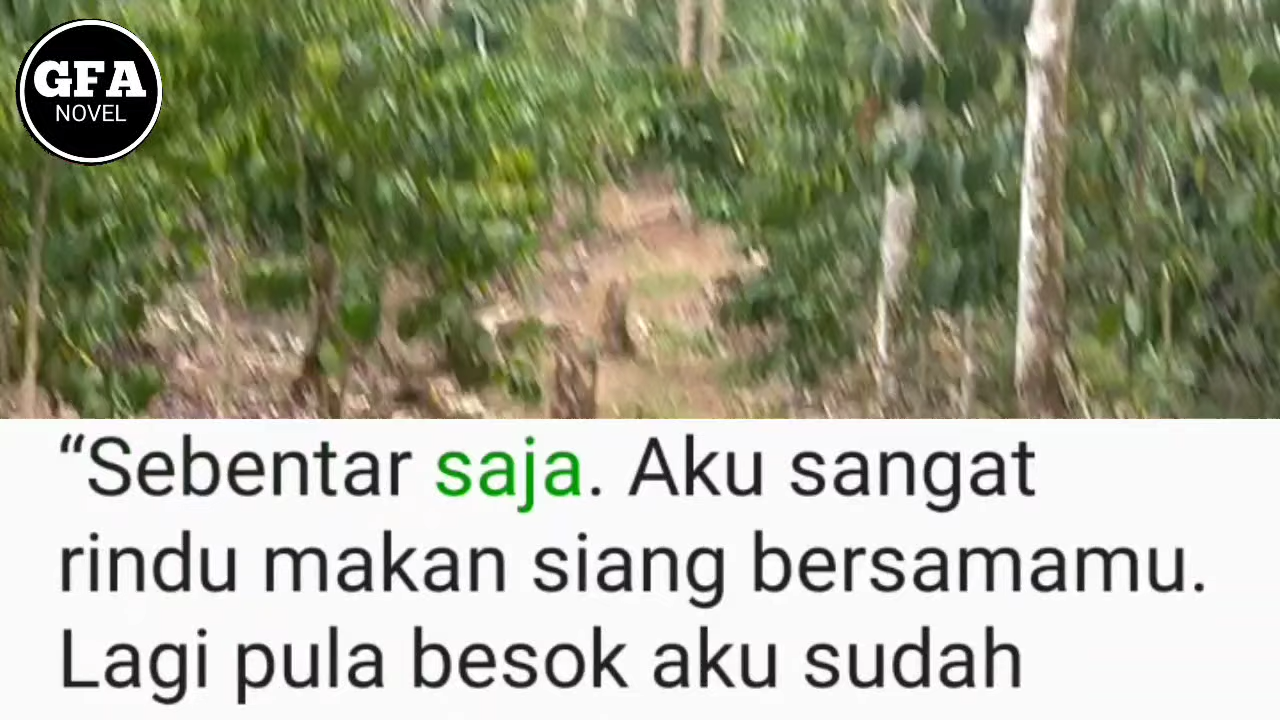 GFA
NOVEL
“Sebentar saja. Aku sangat
rindu makan siang bersamamu.
Lagi pula besok aku sudah